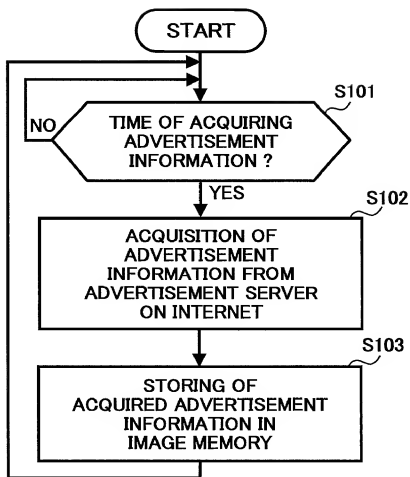 START
S101
TIME OF ACQUIRING
ADVERTISEMENT
INFORMATION ?
NO
YES
S102
ACQUISITION OF
ADVERTISEMENT
INFORMATION FROM
ADVERTISEMENT SERVER
ON INTERNET
S103
STORING OF
ACQUIRED ADVERTISEMENT
INFORMATION IN
IMAGE MEMORY